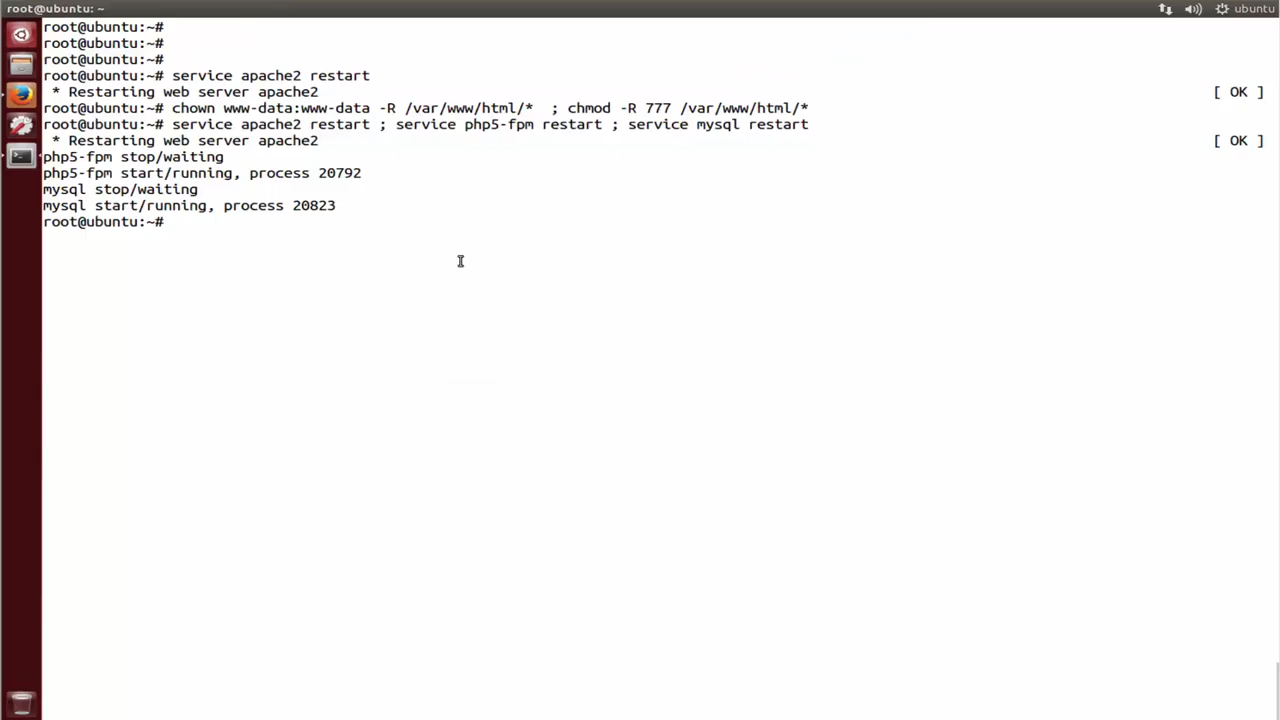 root@ubuntu: ~
ubuntu
root@ubuntu:~#
root@ubuntu:~#
root@ubuntu:~#
root@ubuntu:~# service apache2 restart
 * Restarting web server apache2 [ OK ]
root@ubuntu:~# chown www-data:www-data -R /var/www/html/*  ; chmod -R 777 /var/www/html/*
root@ubuntu:~# service apache2 restart ; service php5-fpm restart ; service mysql restart
 * Restarting web server apache2 [ OK ]
php5-fpm stop/waiting
php5-fpm start/running, process 20792
mysql stop/waiting
mysql start/running, process 20823
root@ubuntu:~#